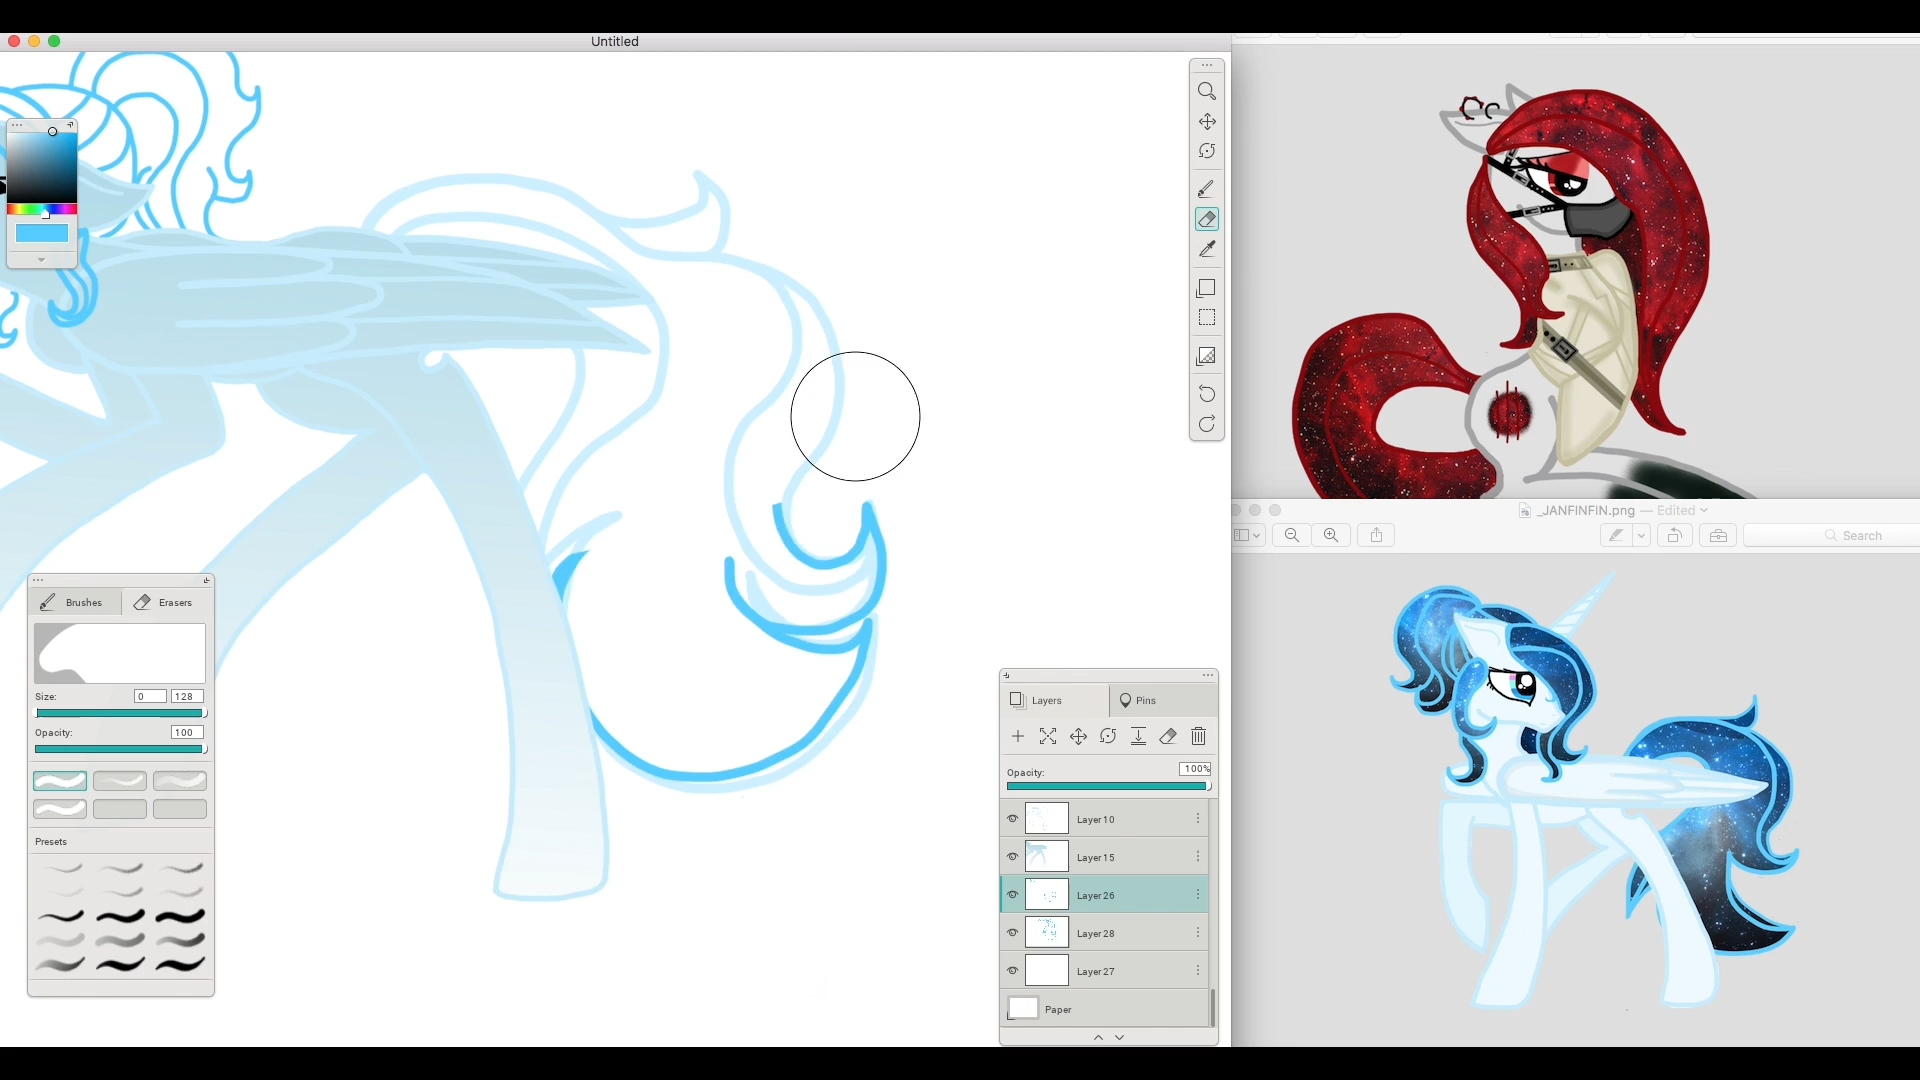 Untitled
Brushes
Erasers
Size:
0
128
Opacity:
100
Presets
Layers
Pins
Opacity:
100%
Layer 10
Layer 15
Layer 26
Layer 28
Layer 27
Paper
_JANFINFIN.png — Edited
Search